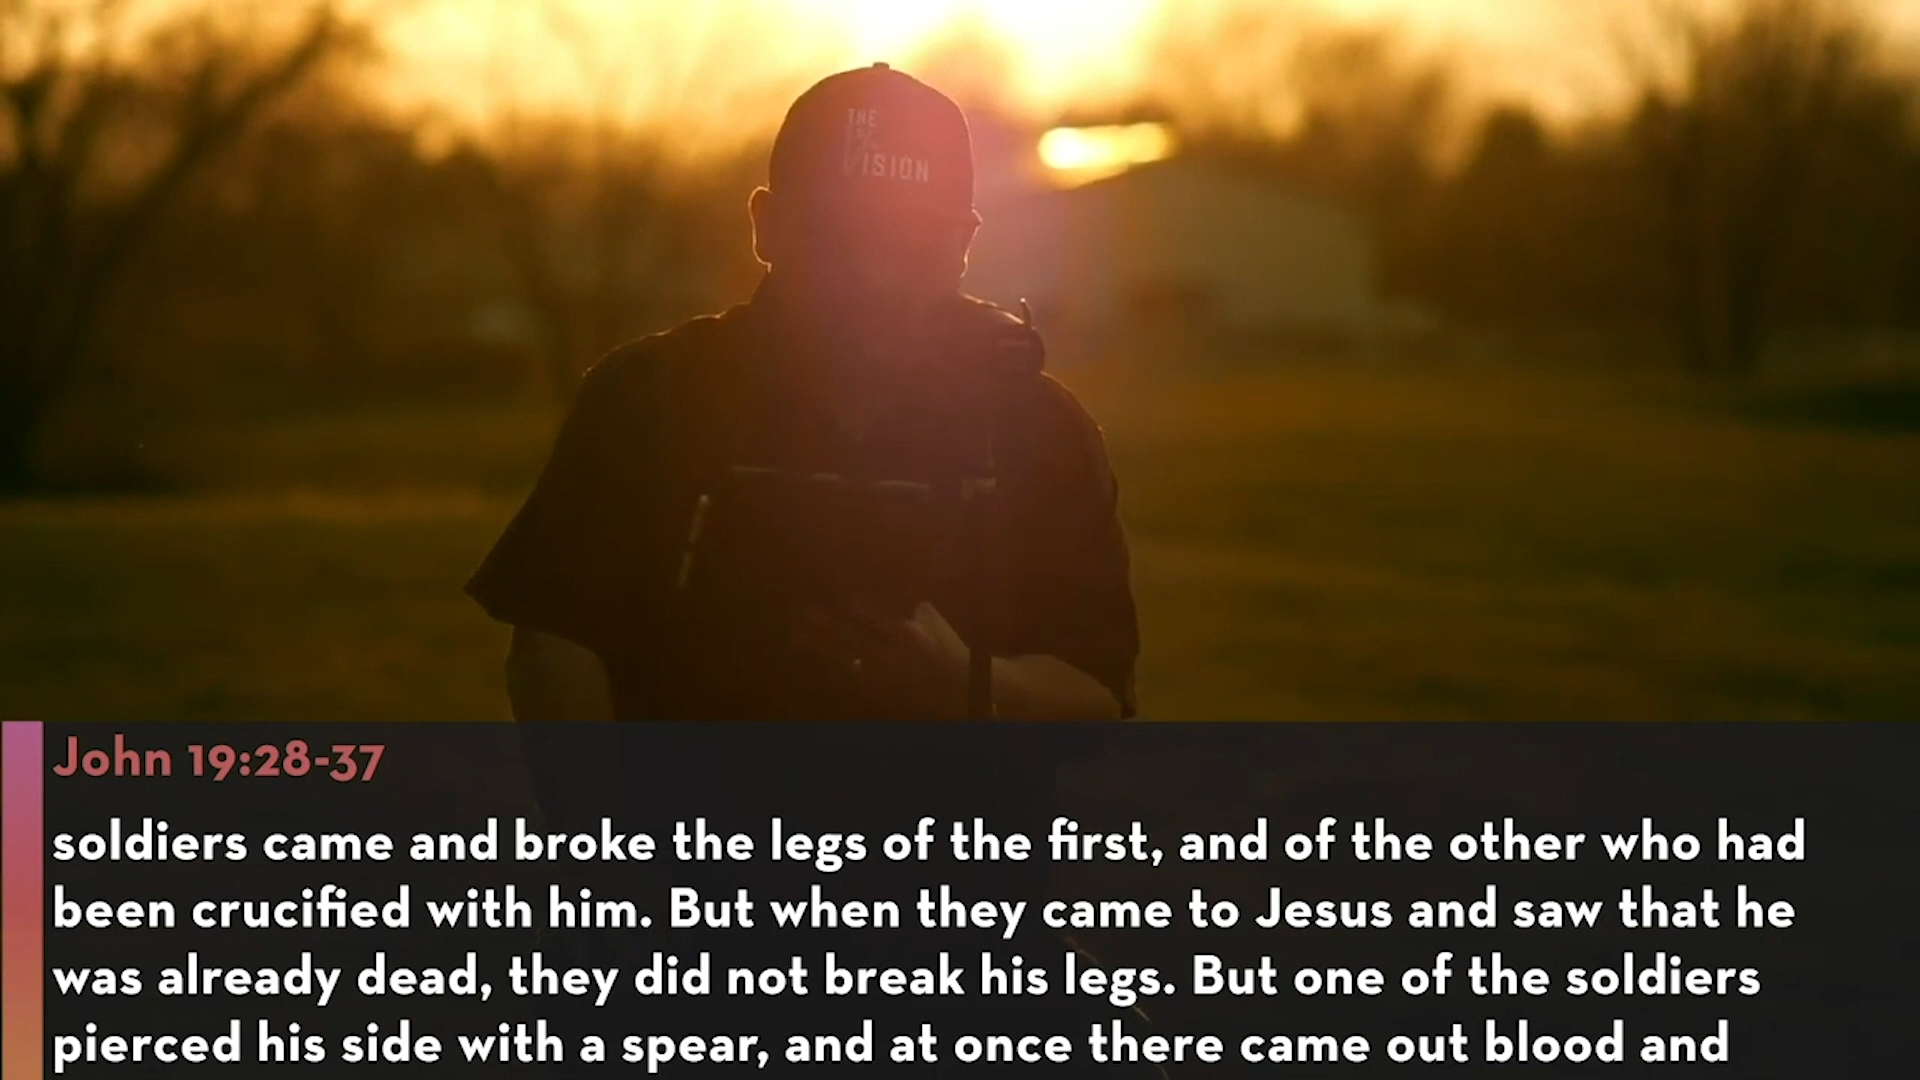 THE
VISION
John 19:28-37
soldiers came and broke the legs of the first, and of the other who had
been crucified with him. But when they came to Jesus and saw that he
was already dead, they did not break his legs. But one of the soldiers
pierced his side with a spear, and at once there came out blood and